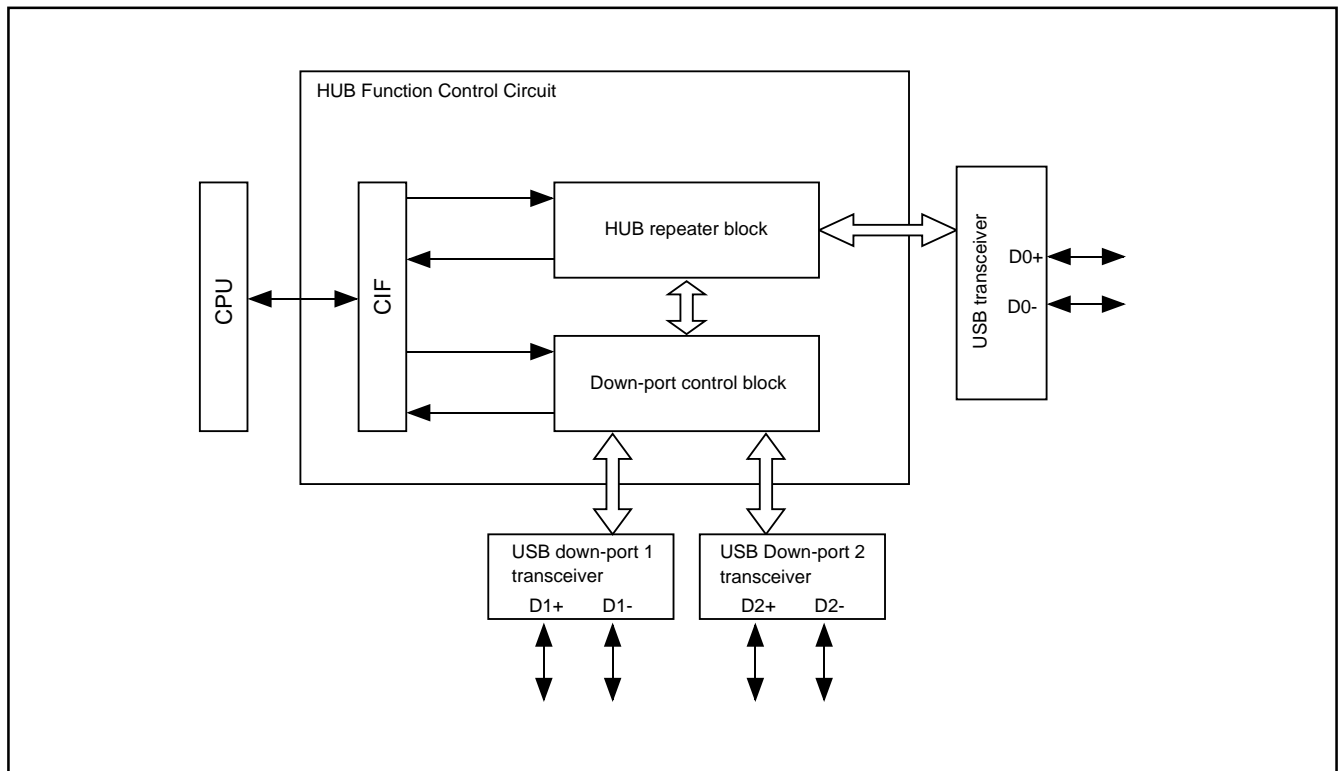 HUB Function Control Circuit
CPU
CIF
HUB repeater block
Down-port control block
USB transceiver
D0+
D0-
USB down-port 1
transceiver
D1+ D1-
USB Down-port 2
transceiver
D2+ D2-